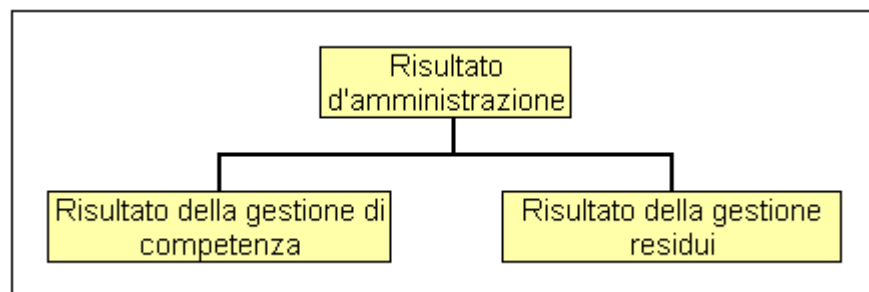 Risultato
d'amministrazione
Risultato della gestione di
competenza
Risultato della gestione
residui